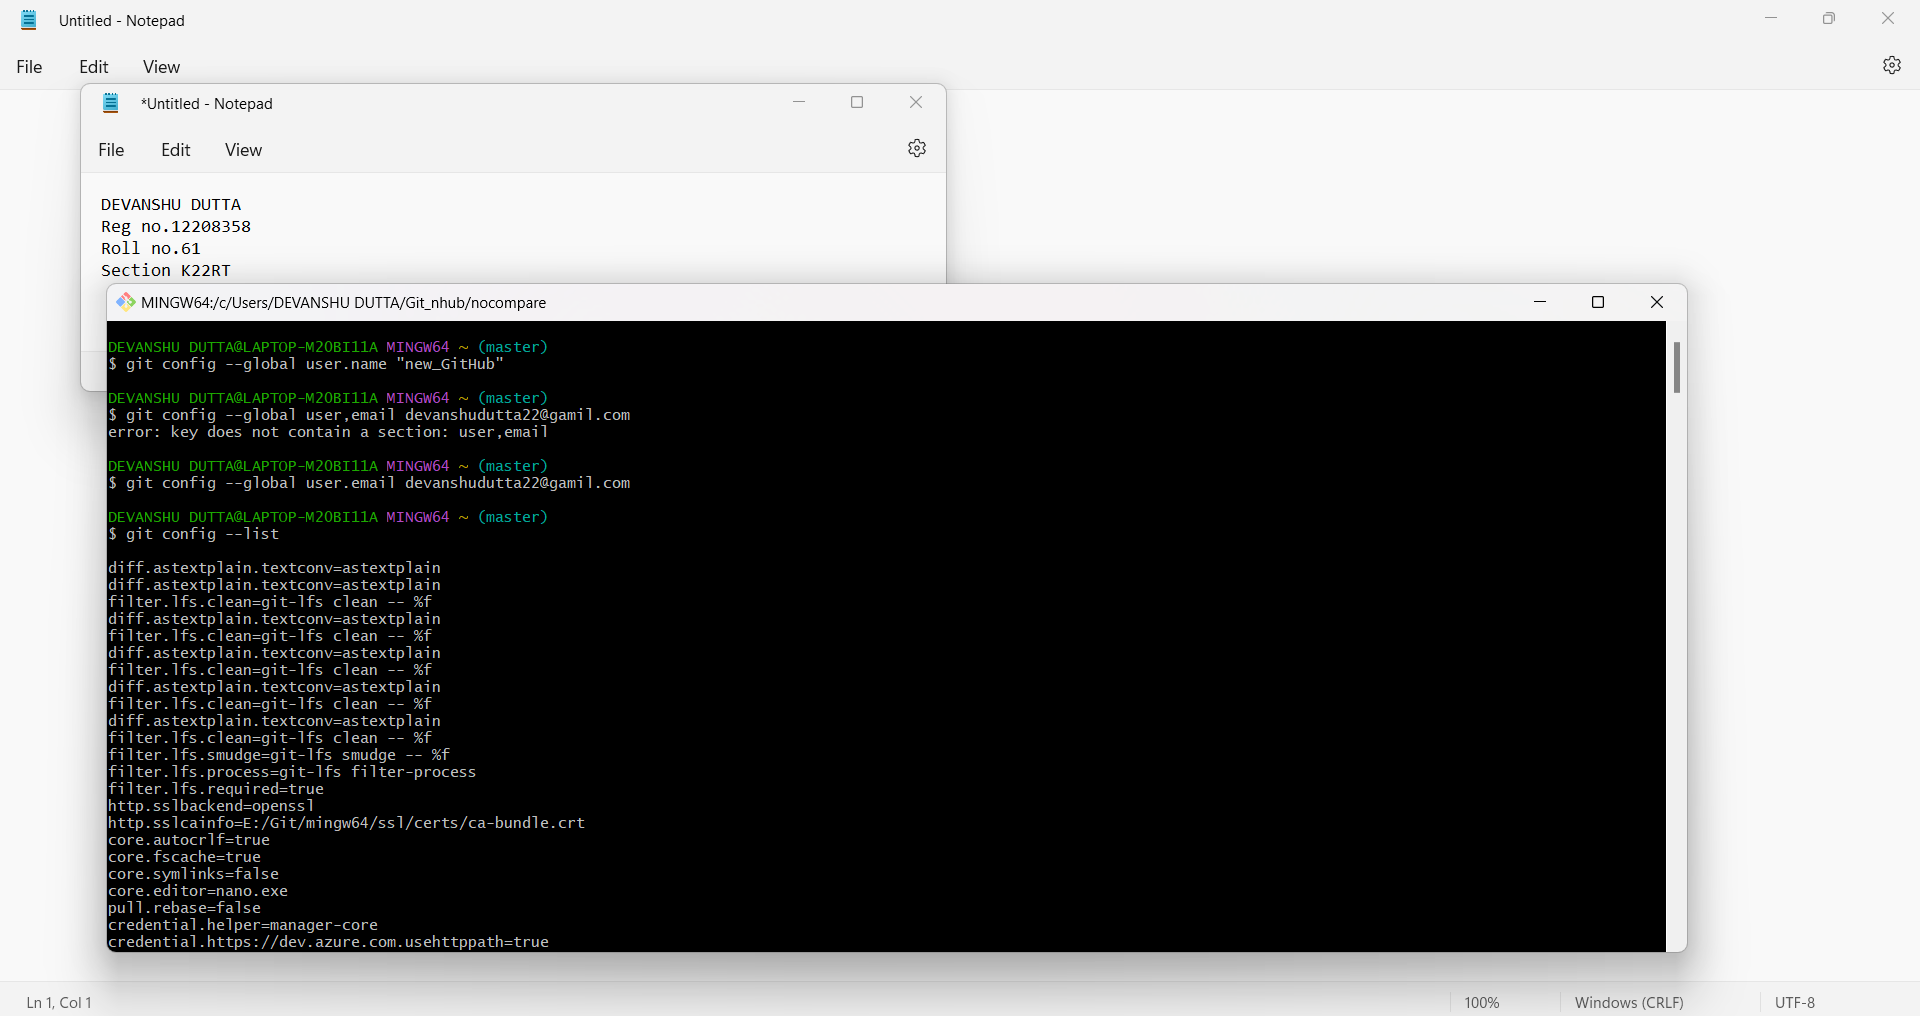 Untitled - Notepad
File Edit View
*Untitled - Notepad
File Edit View
DEVANSHU DUTTA
Reg no.12208358
Roll no.61
Section K22RT
MINGW64:/c/Users/DEVANSHU DUTTA/Git_nhub/nocompare
DEVANSHU DUTTA@LAPTOP-M2OBI11A MINGW64 ~ (master)
$ git config --global user.name "new_GitHub"
DEVANSHU DUTTA@LAPTOP-M2OBI11A MINGW64 ~ (master)
$ git config --global user,email devanshudutta22@gamil.com
error: key does not contain a section: user,email
DEVANSHU DUTTA@LAPTOP-M2OBI11A MINGW64 ~ (master)
$ git config --global user.email devanshudutta22@gamil.com
DEVANSHU DUTTA@LAPTOP-M2OBI11A MINGW64 ~ (master)
$ git config --list
diff.astextplain.textconv=astextplain
diff.astextplain.textconv=astextplain
filter.lfs.clean=git-lfs clean -- %f
diff.astextplain.textconv=astextplain
filter.lfs.clean=git-lfs clean -- %f
diff.astextplain.textconv=astextplain
filter.lfs.clean=git-lfs clean -- %f
diff.astextplain.textconv=astextplain
filter.lfs.clean=git-lfs clean -- %f
diff.astextplain.textconv=astextplain
filter.lfs.clean=git-lfs clean -- %f
filter.lfs.smudge=git-lfs smudge -- %f
filter.lfs.process=git-lfs filter-process
filter.lfs.required=true
http.sslbackend=openssl
http.sslcainfo=E:/Git/mingw64/ssl/certs/ca-bundle.crt
core.autocrlf=true
core.fscache=true
core.symlinks=false
core.editor=nano.exe
pull.rebase=false
credential.helper=manager-core
credential.https://dev.azure.com.usehttppath=true
Ln 1, Col 1 100% Windows (CRLF) UTF-8